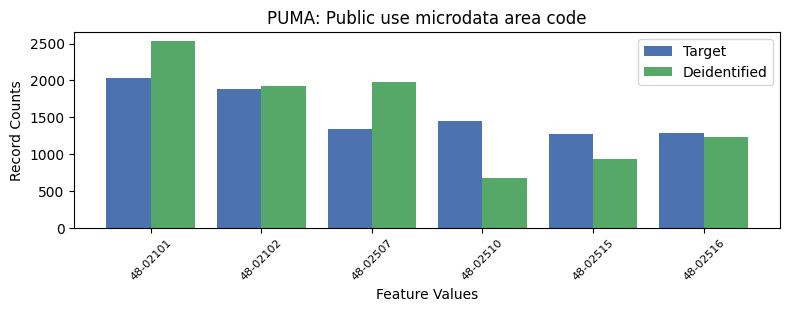 PUMA: Public use microdata area code
Record Counts
2500
2000
1500
1000
500
0
Target
Deidentified
48-02101
48-02102
48-02507
48-02510
48-02515
48-02516
Feature Values